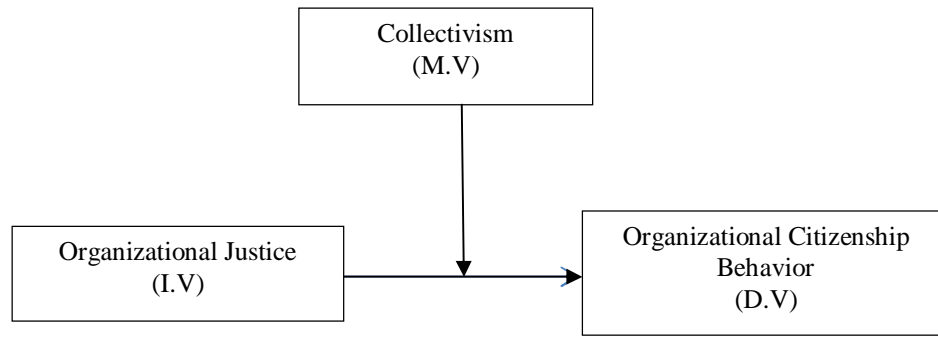 Collectivism
(M.V)
Organizational Justice
(I.V)
Organizational Citizenship
Behavior
(D.V)